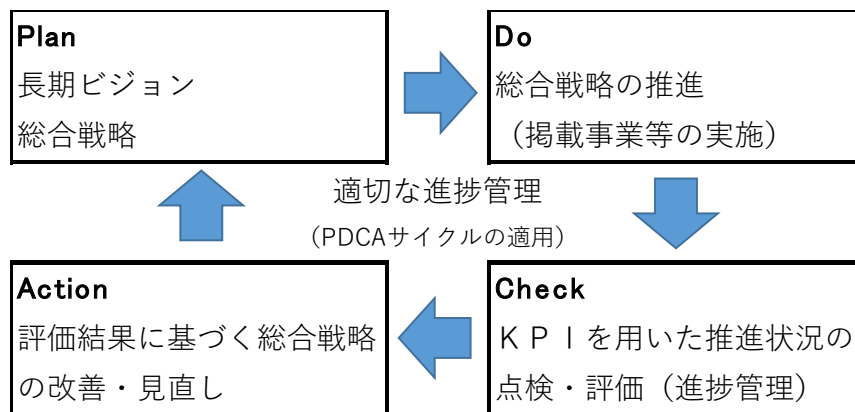 Plan
長期ビジョン
総合戦略
Do
総合戦略の推進
（掲載事業等の実施）
適切な進捗管理
（PDCAサイクルの適用）
Action
評価結果に基づく総合戦略
の改善・見直し
Check
ＫＰＩを用いた推進状況の
点検・評価（進捗管理）